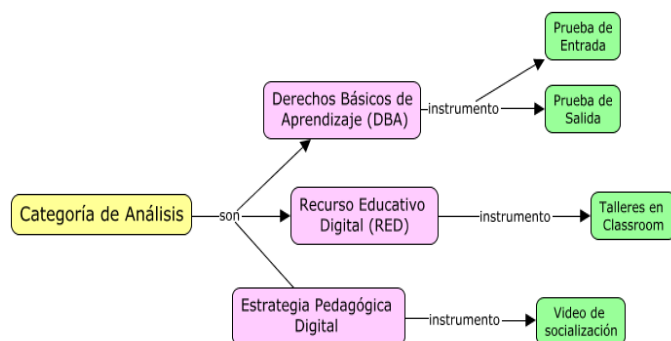 Prueba de
Entrada
Derechos Básicos de
Aprendizaje (DBA)
instrumento
Prueba de
Salida
Categoría de Análisis
son
Recurso Educativo
Digital (RED)
instrumento
Talleres en
Classroom
Estrategia Pedagógica
Digital
instrumento
Video de
socialización